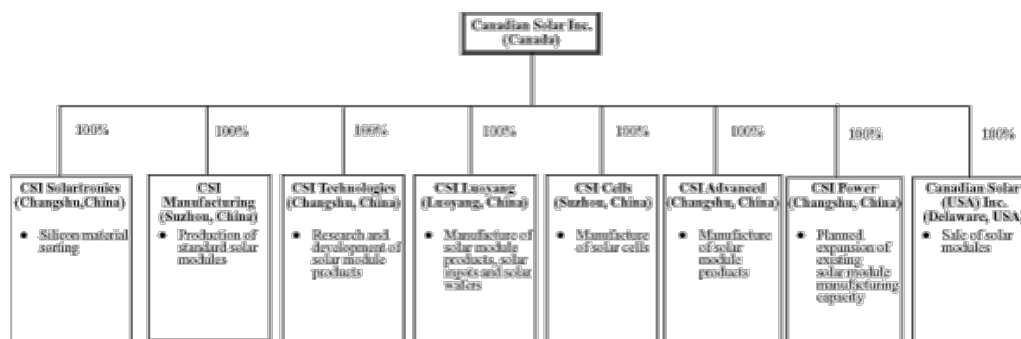 Canadian Solar Inc.
(Canada)
100%
100%
100%
100%
100%
100%
100%
100%
CSI Solartronics
(Changshu,China)
• Silicon material
sorting
CSI
Manufacturing
(Suzhou, China)
• Production of
standard solar
modules
CSI Technologies
(Changshu, China)
• Research and
development of
solar module
products
CSI Luoyang
(Luoyang, China)
• Manufacture of
solar module
products, solar
ingots and solar
wafers
CSI Cells
(Suzhou, China)
• Manufacture
of solar cells
CSI Advanced
(Changshu, China)
• Manufacture
of solar
module
products
CSI Power
(Changshu, China)
• Planned
expansion of
existing
solar module
manufacturing
capacity
Canadian Solar
(USA) Inc.
(Delaware, USA)
• Sale of solar
modules